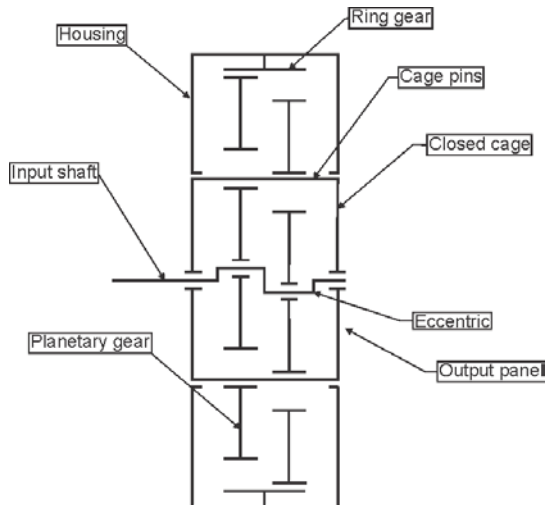 Ring gear
Housing
Cage pins
Closed cage
Input shaft
Eccentric
Planetary gear
Output panel